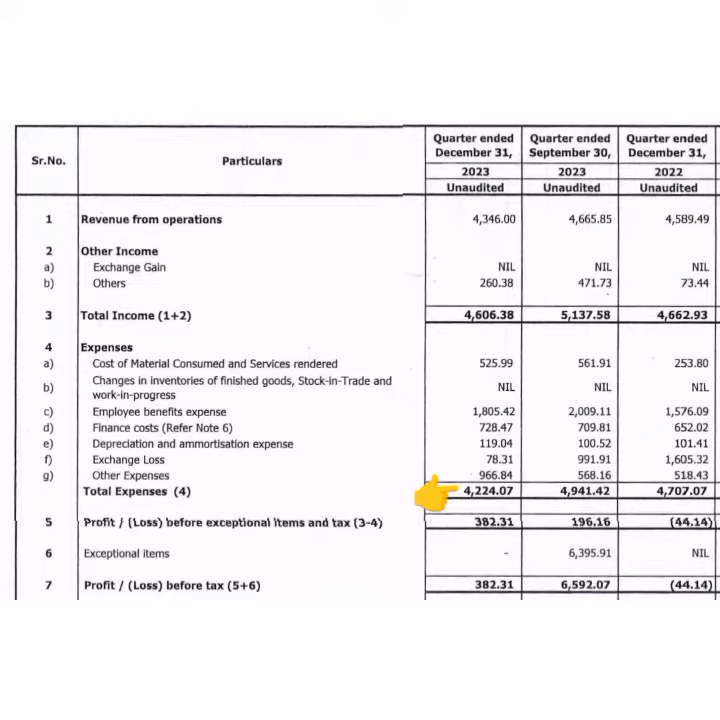 Sr.No. Particulars Quarter ended December 31, Quarter ended September 30, Quarter ended December 31,
2023 2023 2022
Unaudited Unaudited Unaudited
1 Revenue from operations 4,346.00 4,665.85 4,589.49
2 Other Income
a) Exchange Gain NIL NIL NIL
b) Others 260.38 471.73 73.44
3 Total Income (1+2) 4,606.38 5,137.58 4,662.93
4 Expenses
a) Cost of Material Consumed and Services rendered 525.99 561.91 253.80
b) Changes in inventories of finished goods, Stock-in-Trade and work-in-progress NIL NIL NIL
c) Employee benefits expense 1,805.42 2,009.11 1,576.09
d) Finance costs (Refer Note 6) 728.47 709.81 652.02
e) Depreciation and ammortisation expense 119.04 100.52 101.41
f) Exchange Loss 78.31 991.91 1,605.32
g) Other Expenses 966.84 568.16 518.43
Total Expenses (4) 4,224.07 4,941.42 4,707.07
5 Profit / (Loss) before exceptional items and tax (3-4) 382.31 196.16 (44.14)
6 Exceptional items - 6,395.91 NIL
7 Profit / (Loss) before tax (5+6) 382.31 6,592.07 (44.14)